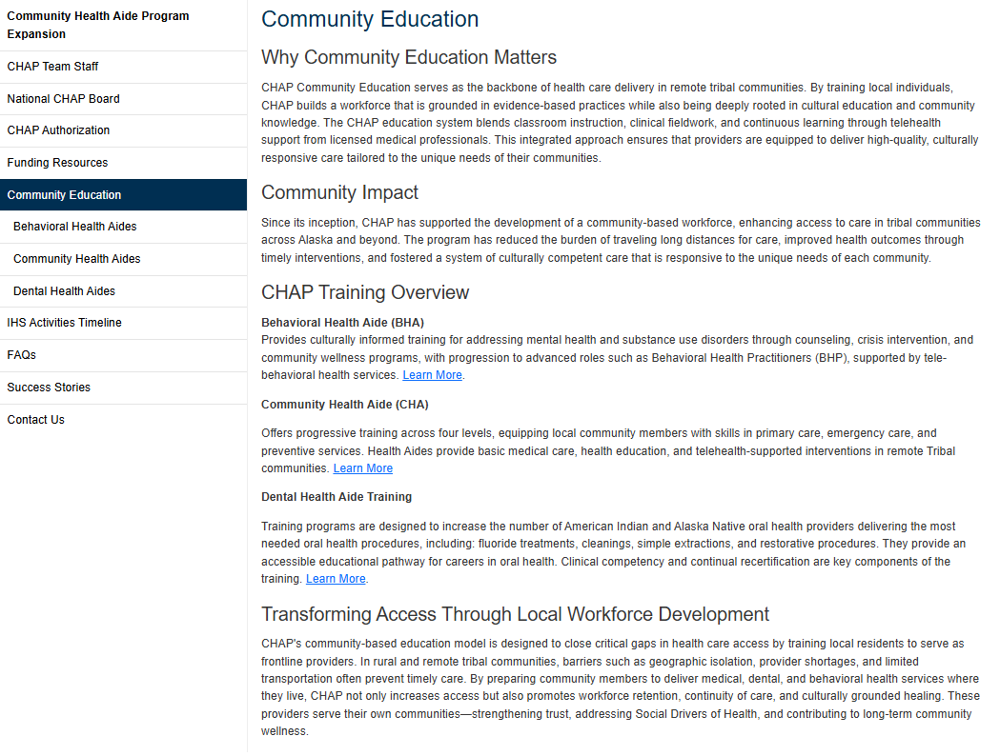 Community Health Aide Program
Expansion
CHAP Team Staff
National CHAP Board
CHAP Authorization
Funding Resources
Community Education
Behavioral Health Aides
Community Health Aides
Dental Health Aides
IHS Activities Timeline
FAQs
Success Stories
Contact Us
Community Education
Why Community Education Matters
CHAP Community Education serves as the backbone of health care delivery in remote tribal communities. By training local individuals,
CHAP builds a workforce that is grounded in evidence-based practices while also being deeply rooted in cultural education and community
knowledge. The CHAP education system blends classroom instruction, clinical fieldwork, and continuous learning through telehealth
support from licensed medical professionals. This integrated approach ensures that providers are equipped to deliver high-quality, culturally
responsive care tailored to the unique needs of their communities.
Community Impact
Since its inception, CHAP has supported the development of a community-based workforce, enhancing access to care in tribal communities
across Alaska and beyond. The program has reduced the burden of traveling long distances for care, improved health outcomes through
timely interventions, and fostered a system of culturally competent care that is responsive to the unique needs of each community.
CHAP Training Overview
Behavioral Health Aide (BHA)
Provides culturally informed training for addressing mental health and substance use disorders through counseling, crisis intervention, and
community wellness programs, with progression to advanced roles such as Behavioral Health Practitioners (BHP), supported by tele-
behavioral health services. Learn More.
Community Health Aide (CHA)
Offers progressive training across four levels, equipping local community members with skills in primary care, emergency care, and
preventive services. Health Aides provide basic medical care, health education, and telehealth-supported interventions in remote Tribal
communities. Learn More
Dental Health Aide Training
Training programs are designed to increase the number of American Indian and Alaska Native oral health providers delivering the most
needed oral health procedures, including: fluoride treatments, cleanings, simple extractions, and restorative procedures. They provide an
accessible educational pathway for careers in oral health. Clinical competency and continual recertification are key components of the
training. Learn More.
Transforming Access Through Local Workforce Development
CHAP's community-based education model is designed to close critical gaps in health care access by training local residents to serve as
frontline providers. In rural and remote tribal communities, barriers such as geographic isolation, provider shortages, and limited
transportation often prevent timely care. By preparing community members to deliver medical, dental, and behavioral health services where
they live, CHAP not only increases access but also promotes workforce retention, continuity of care, and culturally grounded healing. These
providers serve their own communities—strengthening trust, addressing Social Drivers of Health, and contributing to long-term community
wellness.